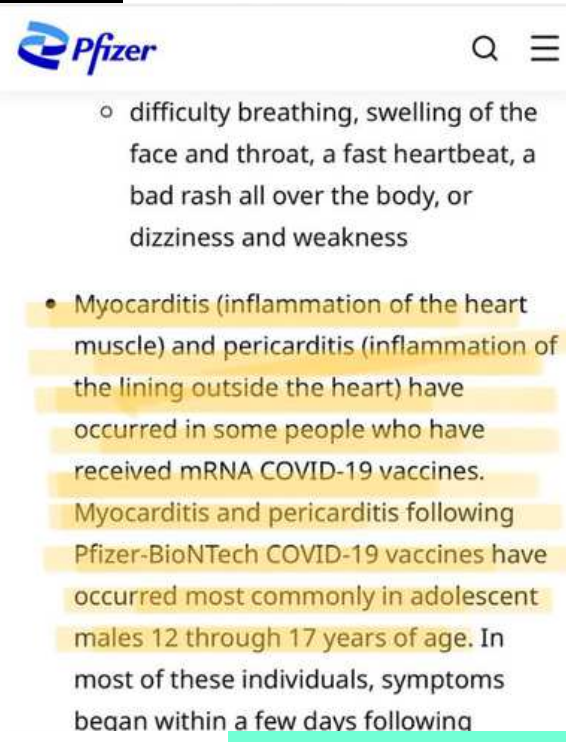 Pfizer
difficulty breathing, swelling of the
face and throat, a fast heartbeat, a
bad rash all over the body, or
dizziness and weakness
Myocarditis (inflammation of the heart
muscle) and pericarditis (inflammation of
the lining outside the heart) have
occurred in some people who have
received mRNA COVID-19 vaccines.
Myocarditis and pericarditis following
Pfizer-BioNTech COVID-19 vaccines have
occurred most commonly in adolescent
males 12 through 17 years of age. In
most of these individuals, symptoms
began within a few days following